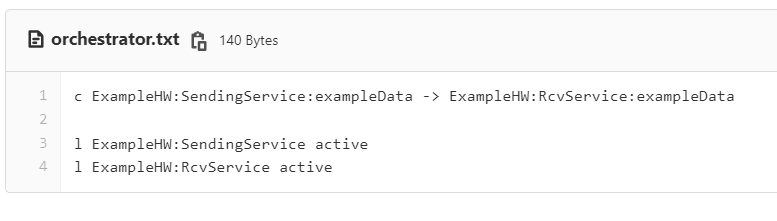 orchestrator.txt 140 Bytes
1 c ExampleHW:SendingService:exampleData -> ExampleHW:RcvService:exampleData
2
3 l ExampleHW:SendingService active
4 l ExampleHW:RcvService active